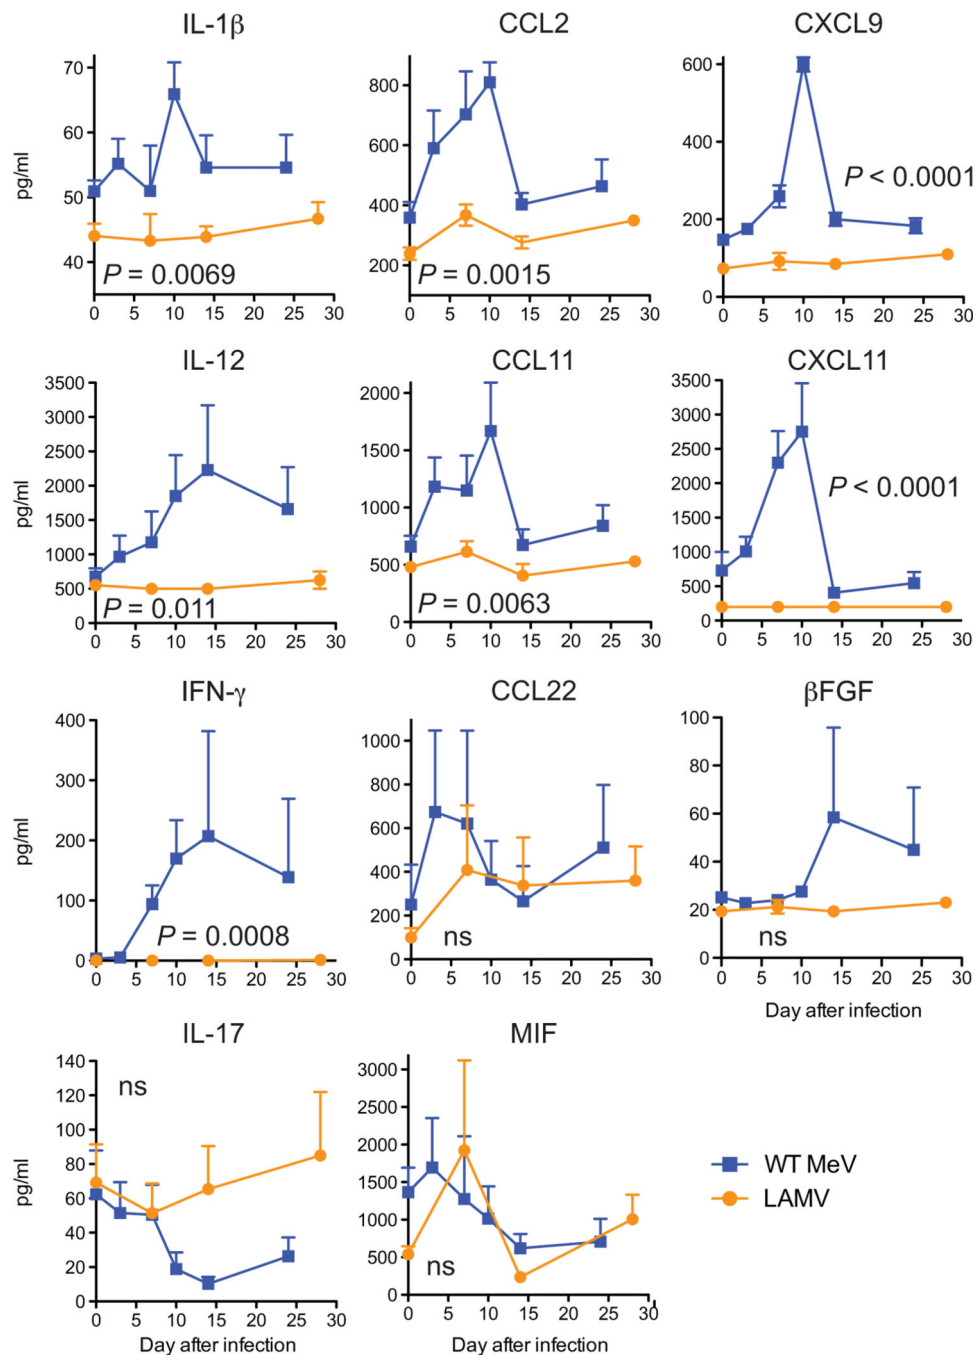 IL-1β
CCL2
CXCL9
pg/ml
70
60
50
40
P = 0.0069
0 5 10 15 20 25 30
800
600
400
200
P = 0.0015
0 5 10 15 20 25 30
600
400
200
0
P < 0.0001
0 5 10 15 20 25 30
IL-12
CCL11
CXCL11
pg/ml
3500
3000
2500
2000
1500
1000
500
0
P = 0.011
0 5 10 15 20 25 30
2000
1500
1000
500
0
P = 0.0063
0 5 10 15 20 25 30
3500
3000
2500
2000
1500
1000
500
0
P < 0.0001
0 5 10 15 20 25 30
IFN-γ
CCL22
βFGF
pg/ml
400
300
200
100
0
P = 0.0008
0 5 10 15 20 25 30
1000
800
600
400
200
0
ns
0 5 10 15 20 25 30
100
80
60
40
20
0
ns
0 5 10 15 20 25 30
Day after infection
IL-17
MIF
pg/ml
140
120
100
80
60
40
20
0
ns
0 5 10 15 20 25 30
Day after infection
3000
2500
2000
1500
1000
500
0
ns
0 5 10 15 20 25 30
Day after infection
WT MeV
LAMV